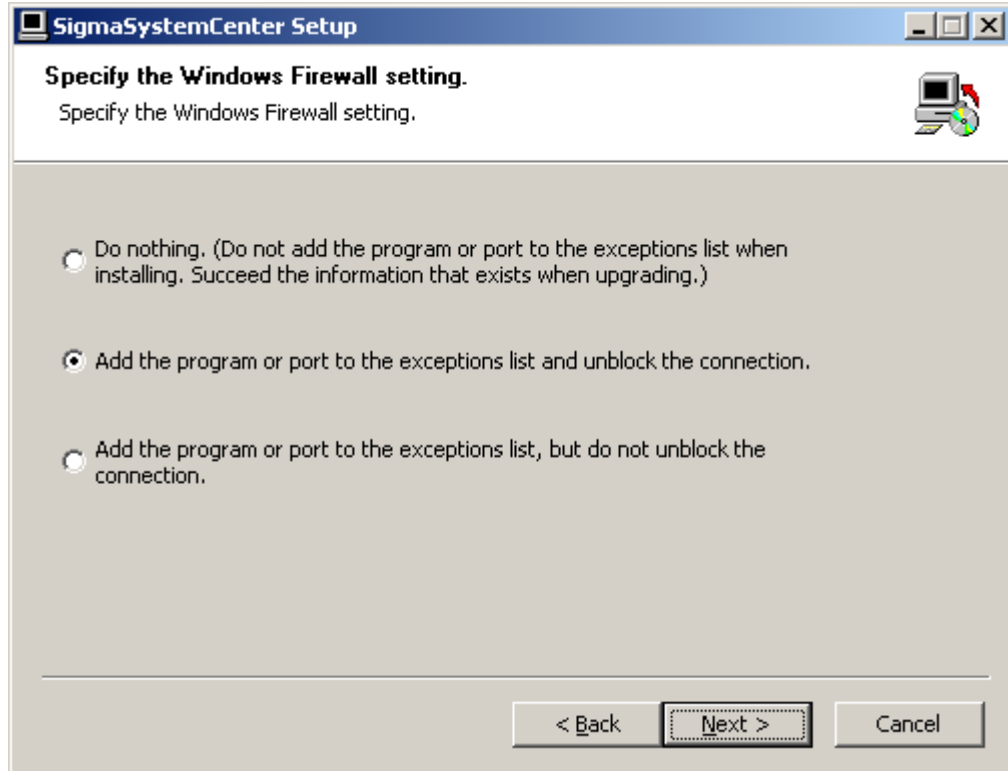 SigmaSystemCenter Setup
Specify the Windows Firewall setting.
Specify the Windows Firewall setting.
Do nothing. (Do not add the program or port to the exceptions list when
installing. Succeed the information that exists when upgrading.)
Add the program or port to the exceptions list and unblock the connection.
Add the program or port to the exceptions list, but do not unblock the
connection.
< Back
Next >
Cancel